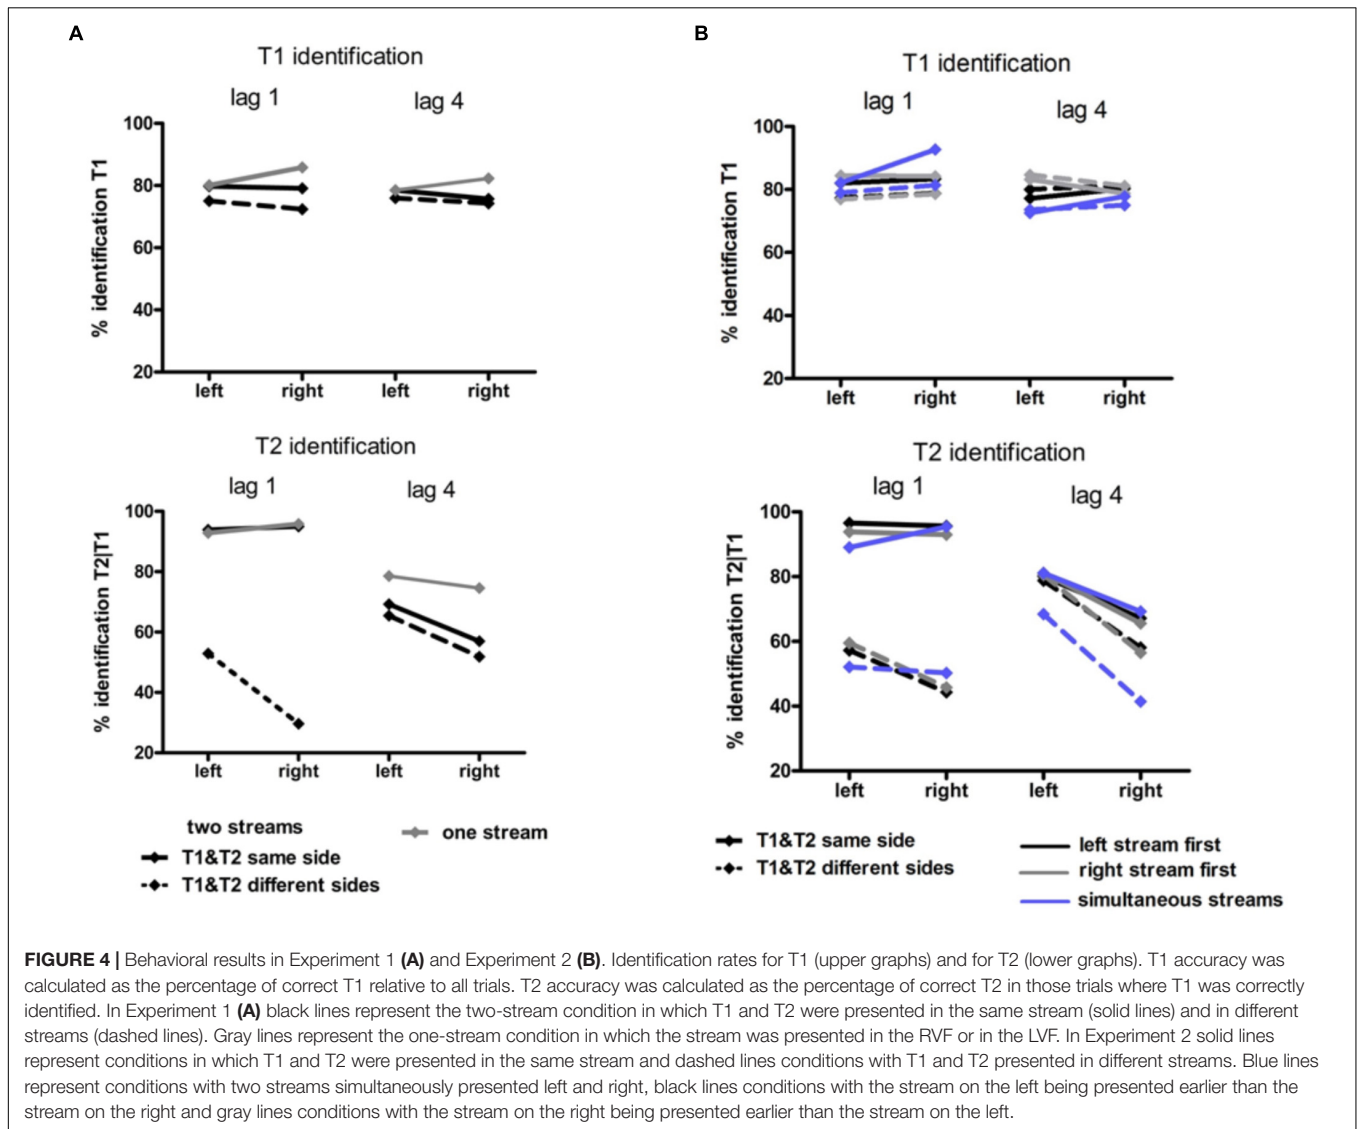 A
T1 identification
lag 1
lag 4
% identification T1
100
80
60
40
20
left
right
left
right
T2 identification
lag 1
lag 4
% identification T2|T1
100
80
60
40
20
left
right
left
right
two streams
one stream
T1&T2 same side
T1&T2 different sides
B
T1 identification
lag 1
lag 4
% identification T1
100
80
60
40
20
left
right
left
right
T2 identification
lag 1
lag 4
% identification T2|T1
100
80
60
40
20
left
right
left
right
T1&T2 same side
T1&T2 different sides
left stream first
right stream first
simultaneous streams
FIGURE 4 | Behavioral results in Experiment 1 (A) and Experiment 2 (B). Identification rates for T1 (upper graphs) and for T2 (lower graphs). T1 accuracy was
calculated as the percentage of correct T1 relative to all trials. T2 accuracy was calculated as the percentage of correct T2 in those trials where T1 was correctly
identified. In Experiment 1 (A) black lines represent the two-stream condition in which T1 and T2 were presented in the same stream (solid lines) and in different
streams (dashed lines). Gray lines represent the one-stream condition in which the stream was presented in the RVF or in the LVF. In Experiment 2 solid lines
represent conditions in which T1 and T2 were presented in the same stream and dashed lines conditions with T1 and T2 presented in different streams. Blue lines
represent conditions with two streams simultaneously presented left and right, black lines conditions with the stream on the left being presented earlier than the
stream on the right and gray lines conditions with the stream on the right being presented earlier than the stream on the left.